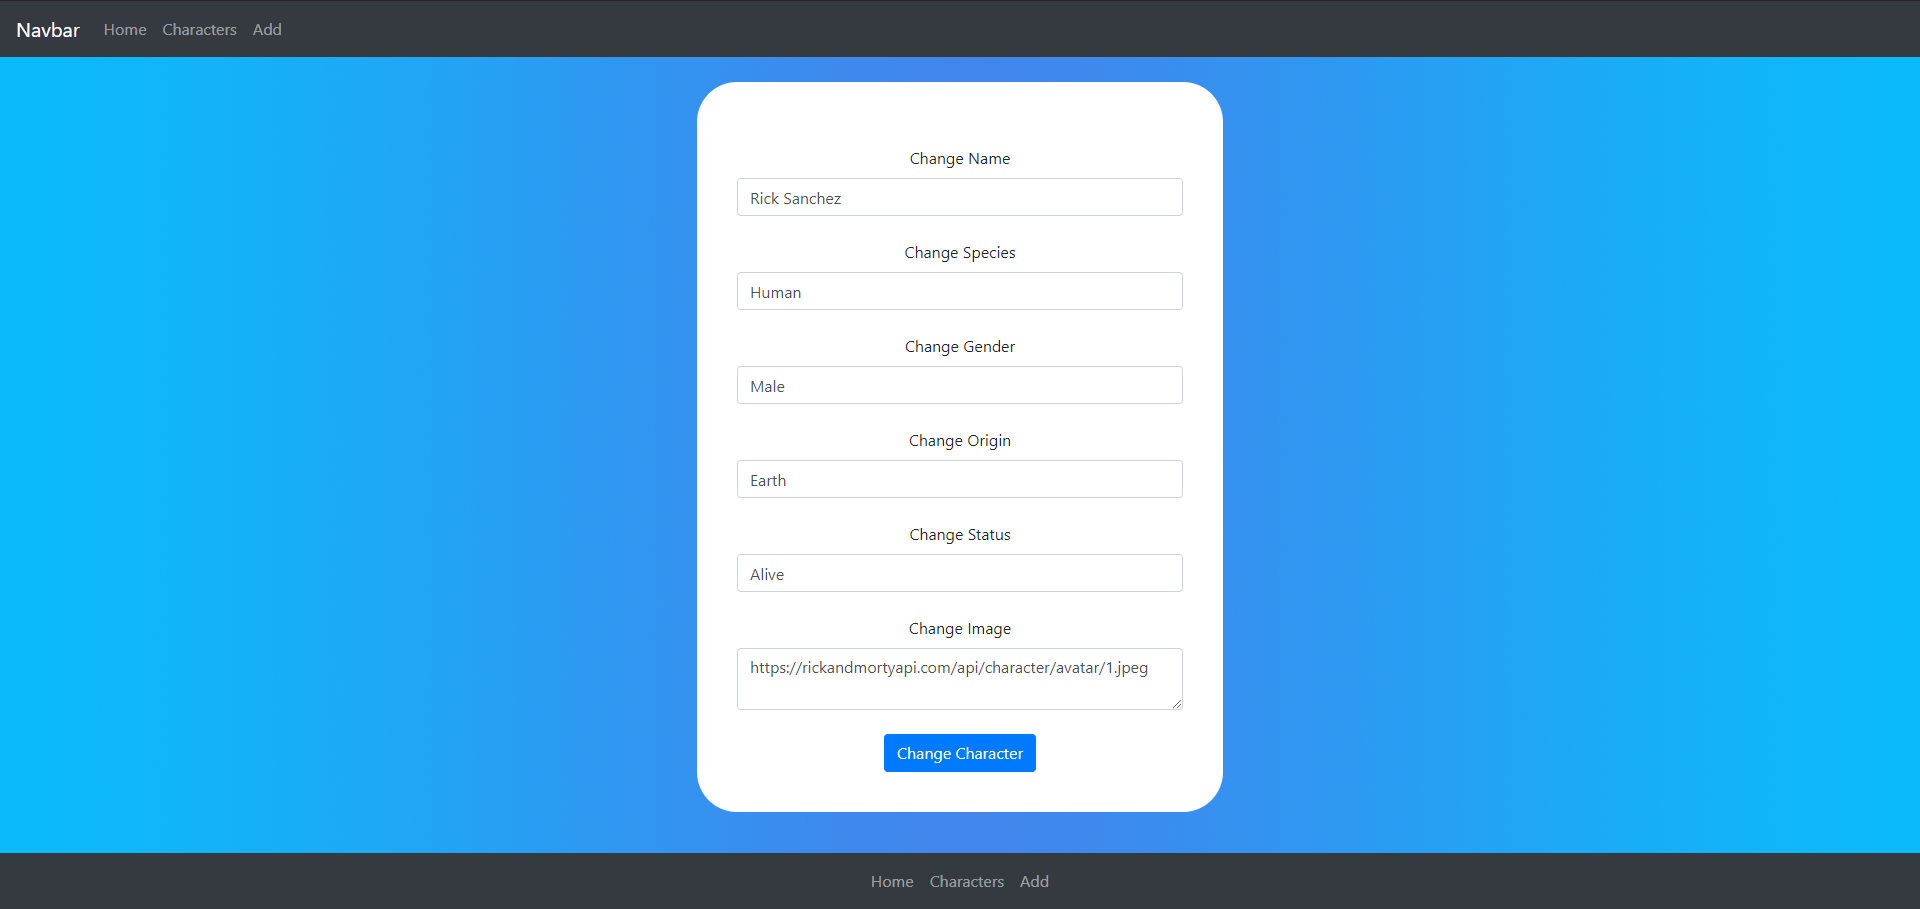 Navbar Home Characters Add
Change Name
Rick Sanchez
Change Species
Human
Change Gender
Male
Change Origin
Earth
Change Status
Alive
Change Image
https://rickandmortyapi.com/api/character/avatar/1.jpeg
Change Character
Home Characters Add